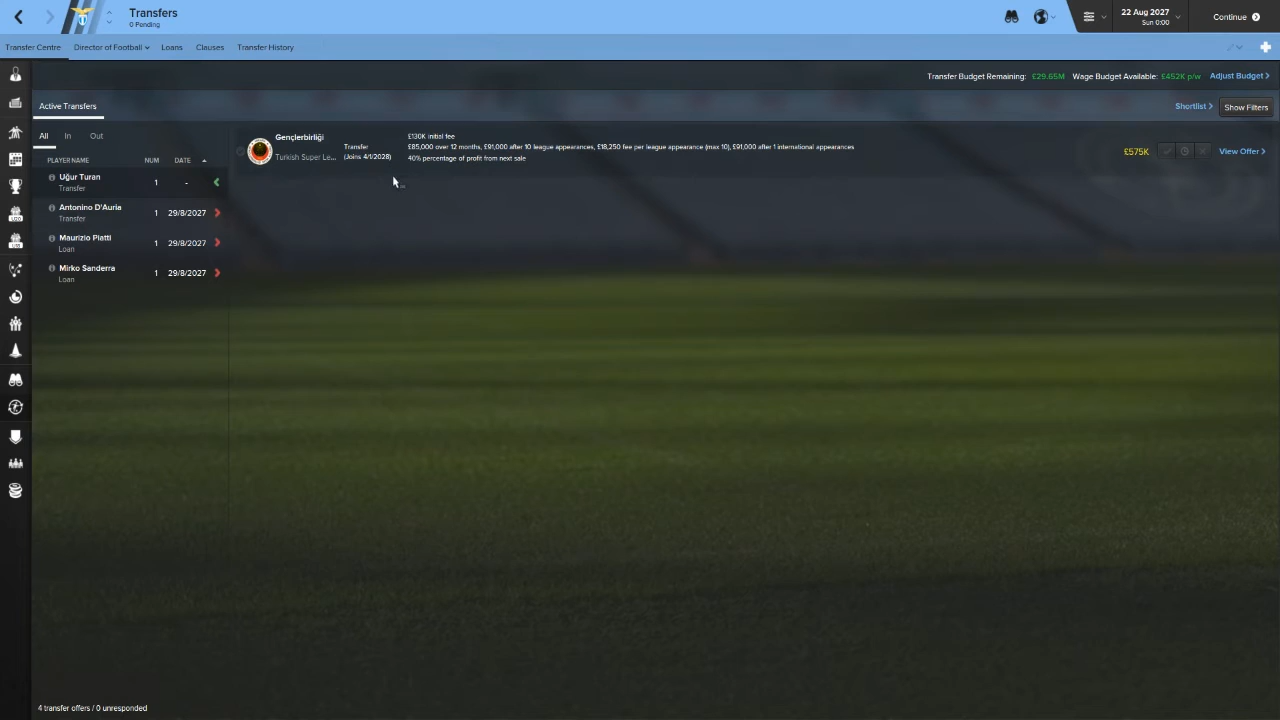 Transfers
0 Pending
22 Aug 2027
Sun 0:00
Continue
Transfer Centre
Director of Football
Loans
Clauses
Transfer History
Transfer Budget Remaining: £29.65M
Wage Budget Available: £452K p/w
Adjust Budget >
Active Transfers
Shortlist >
Show Filters
All
In
Out
PLAYER NAME
NUM
DATE
Uğur Turan
Transfer
1
-
Antonino D'Auria
Transfer
1
29/8/2027
Maurizio Piatti
Loan
1
29/8/2027
Mirko Sanderra
Loan
1
29/8/2027
Gençlerbirliği
Turkish Super Le...
Transfer
(Joins 4/1/2028)
£130K initial fee
£85,000 over 12 months, £91,000 after 10 league appearances, £18,250 fee per league appearance (max 10), £91,000 after 1 international appearances
40% percentage of profit from next sale
£575K
View Offer >
4 transfer offers / 0 unresponded